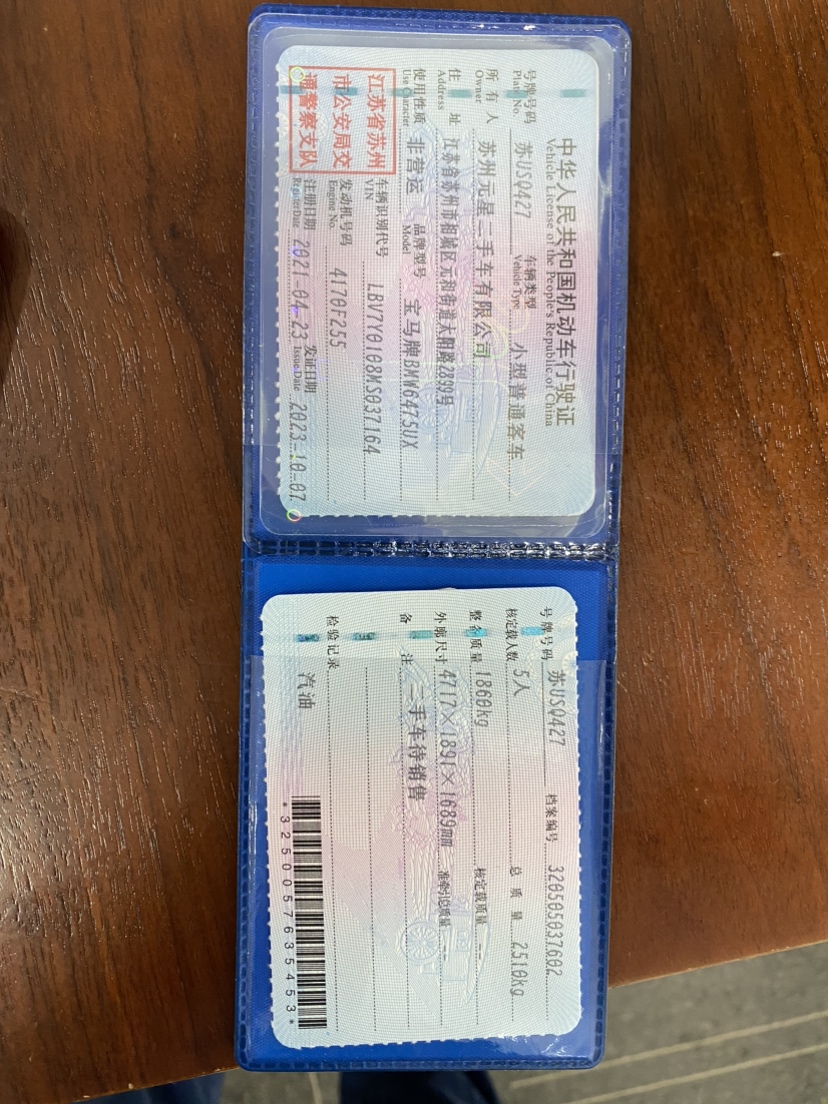 中华人民共和国机动车行驶证
Vehicle License of the People's Republic of China
号牌号码 苏USQ427 车辆类型 小型普通客车
Plate No. Vehicle Type
所有人 苏州元星二手车有限公司
Owner
住址 江苏省苏州市相城区元和街道太阳路2899号
Address
使用性质 非营运 品牌型号 宝马牌BMW6475UX
Use Character Model
江苏省苏州
市公安局交
通警察支队
车辆识别代号 LBV7Y0108MS037164
VIN
发动机号码 4170F255
Engine No.
注册日期 2021-04-23 发证日期 2023-10-07
Register Date Issue Date
号牌号码 苏USQ427 档案编号 320505037602
核定载人数 5人 总质量 2510kg
整备质量 1860kg 核定载质量 --
外廓尺寸 4717×1891×1689mm 准牵引总质量 --
备注 二手车待销售
检验记录
汽油
*3250057635453*